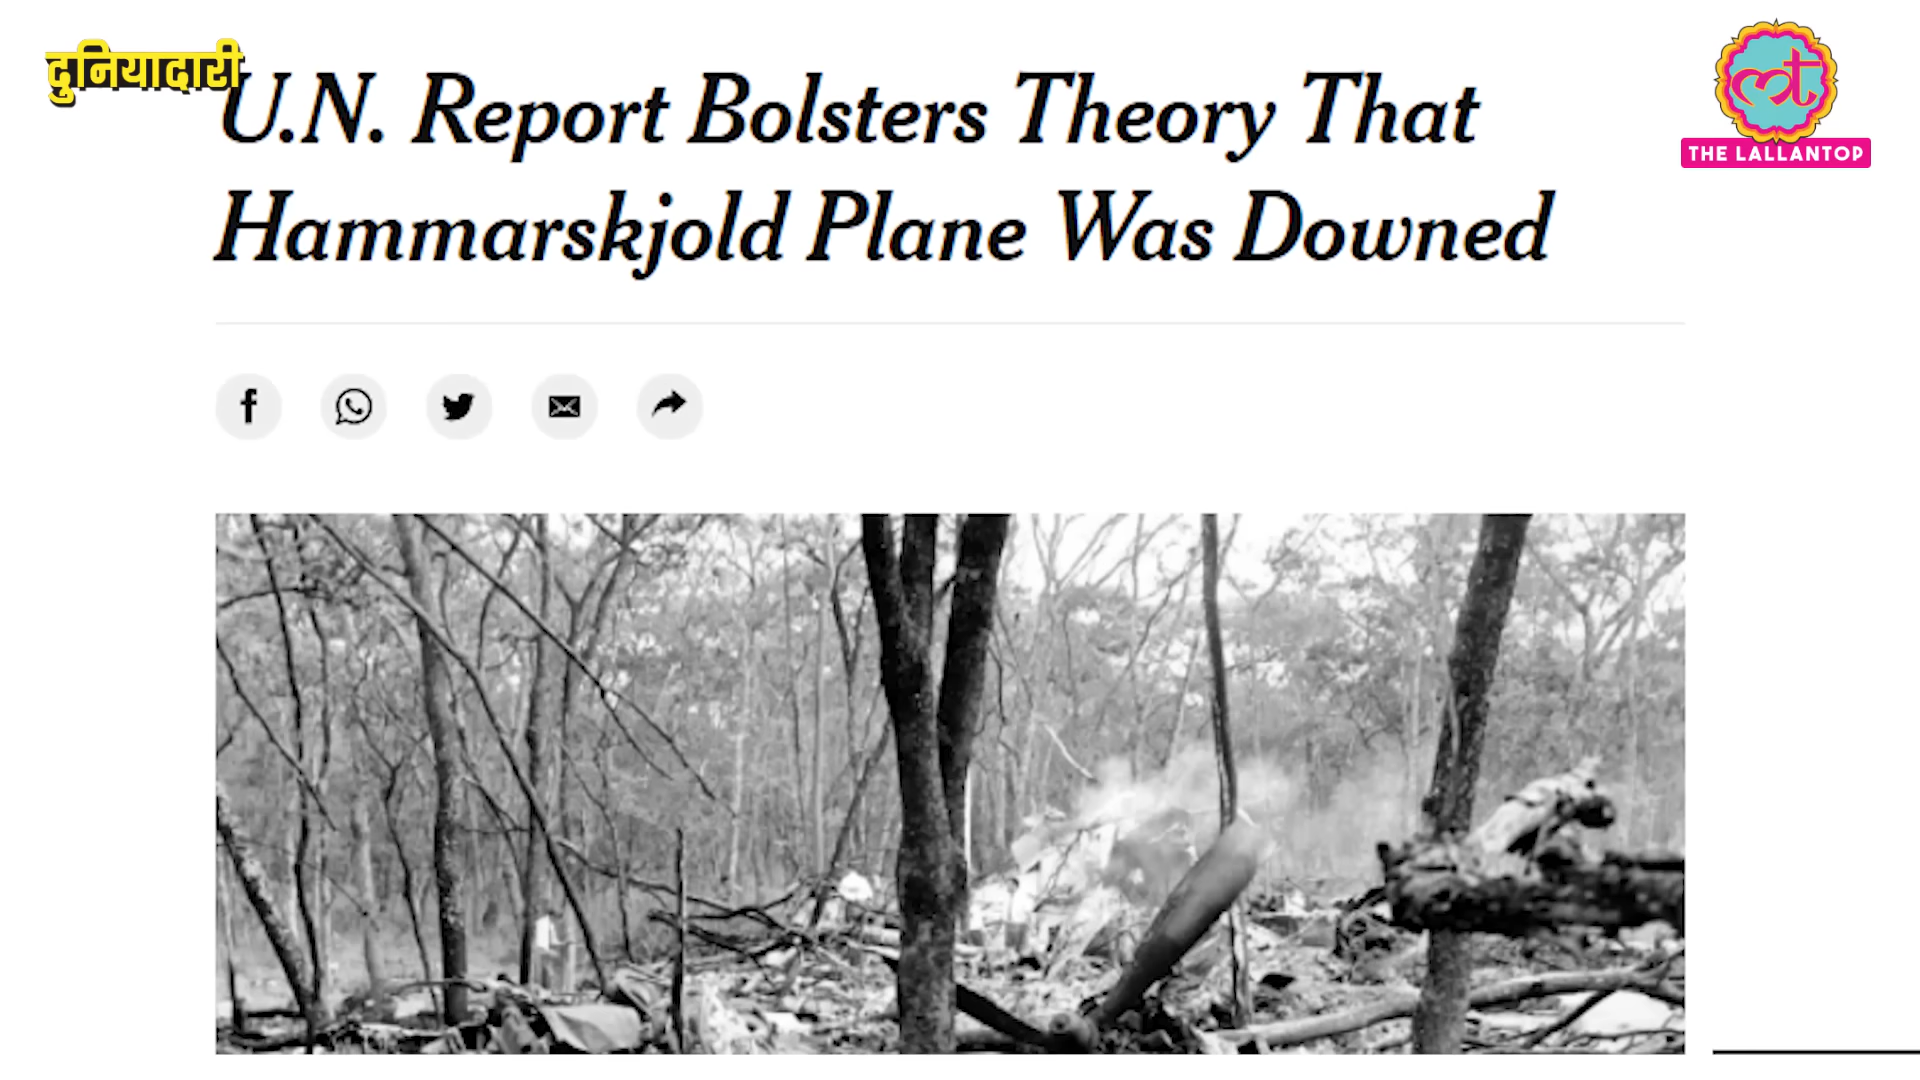 दुनियादारी
U.N. Report Bolsters Theory That
Hammarskjold Plane Was Downed
THE LALLANTOP